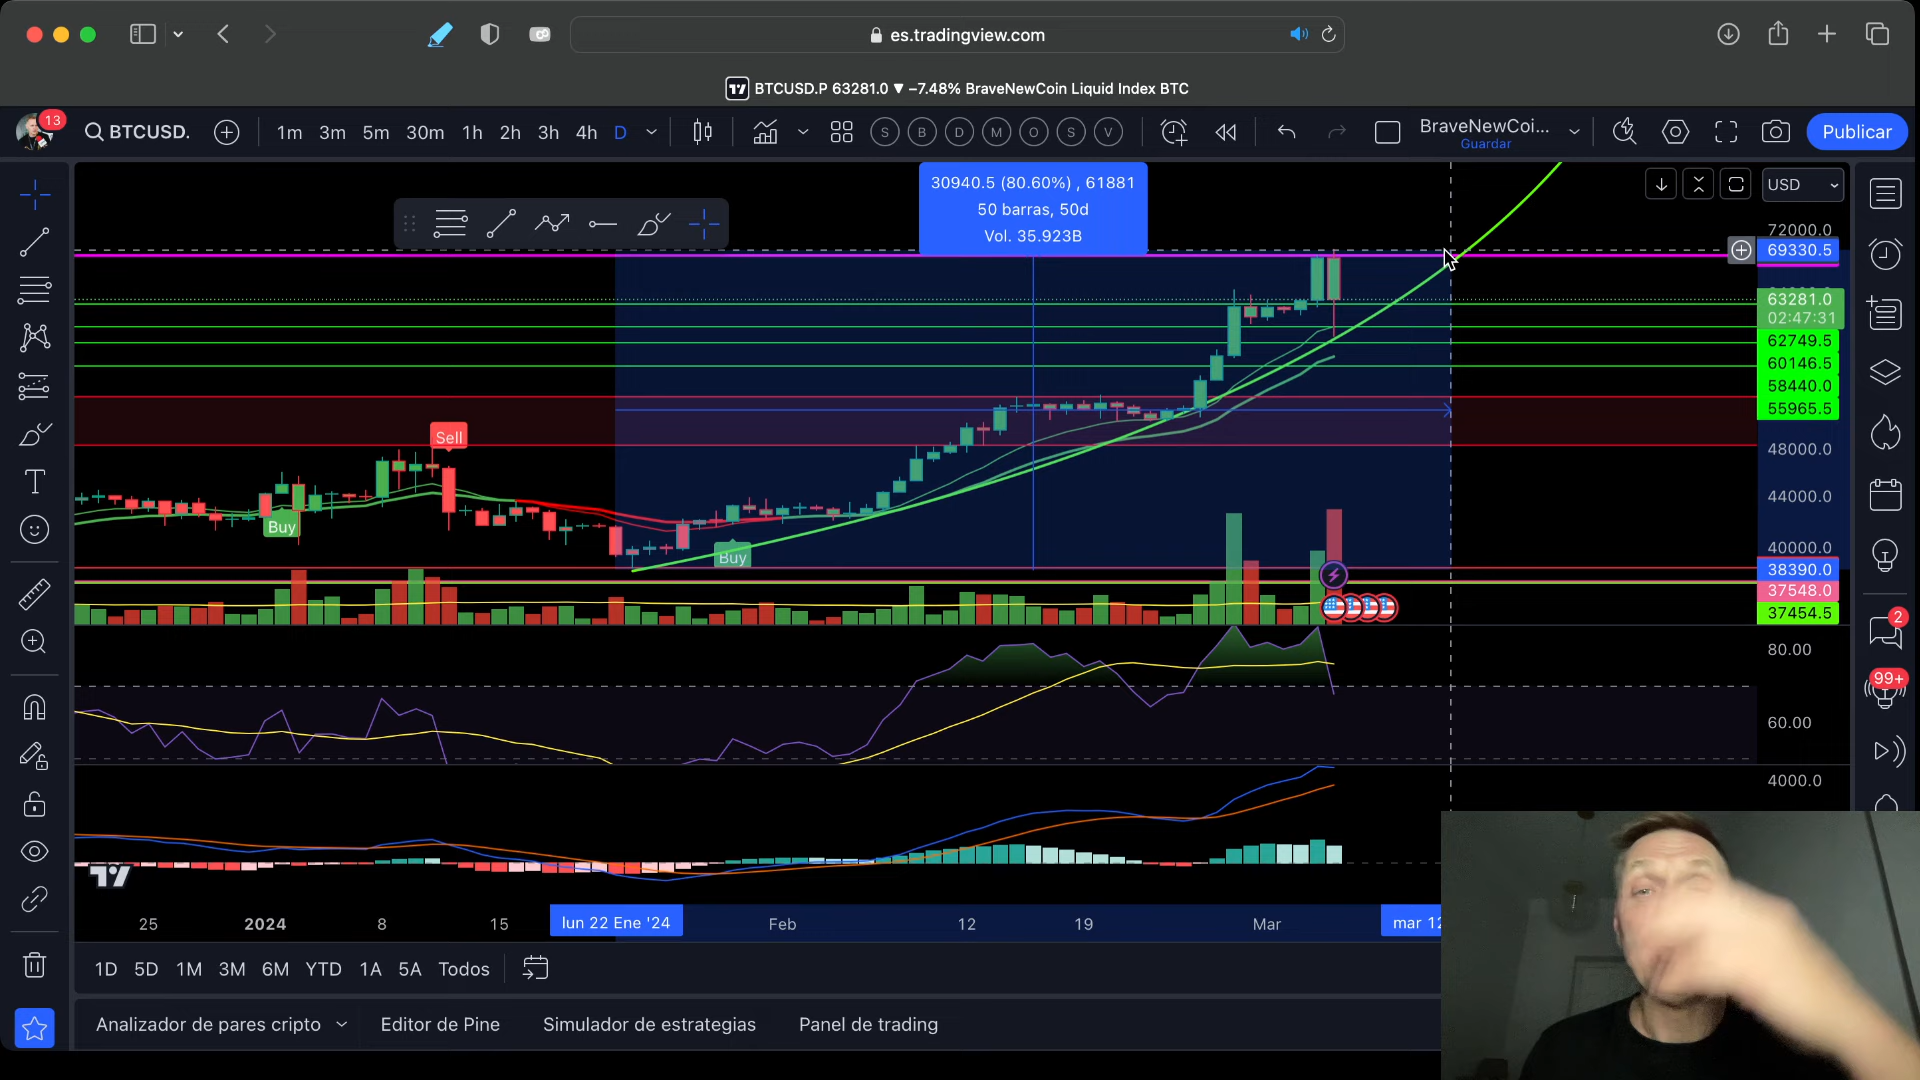 es.tradingview.com
BTCUSD.P 63281.0 ▼ −7.48% BraveNewCoin Liquid Index BTC
13
BTCUSD.
1m 3m 5m 30m 1h 2h 3h 4h D
S B D M O S V
BraveNewCoi...
Guardar
Publicar
30940.5 (80.60%) , 61881
50 barras, 50d
Vol. 35.923B
USD
72000.0
69330.5
63281.0
02:47:31
62749.5
60146.5
58440.0
55965.5
Sell
48000.0
44000.0
Buy
Buy
40000.0
38390.0
37548.0
37454.5
2
80.00
99+
60.00
4000.0
25 2024 8 15 lun 22 Ene '24 Feb 12 19 Mar mar 12
1D 5D 1M 3M 6M YTD 1A 5A Todos
Analizador de pares cripto Editor de Pine Simulador de estrategias Panel de trading